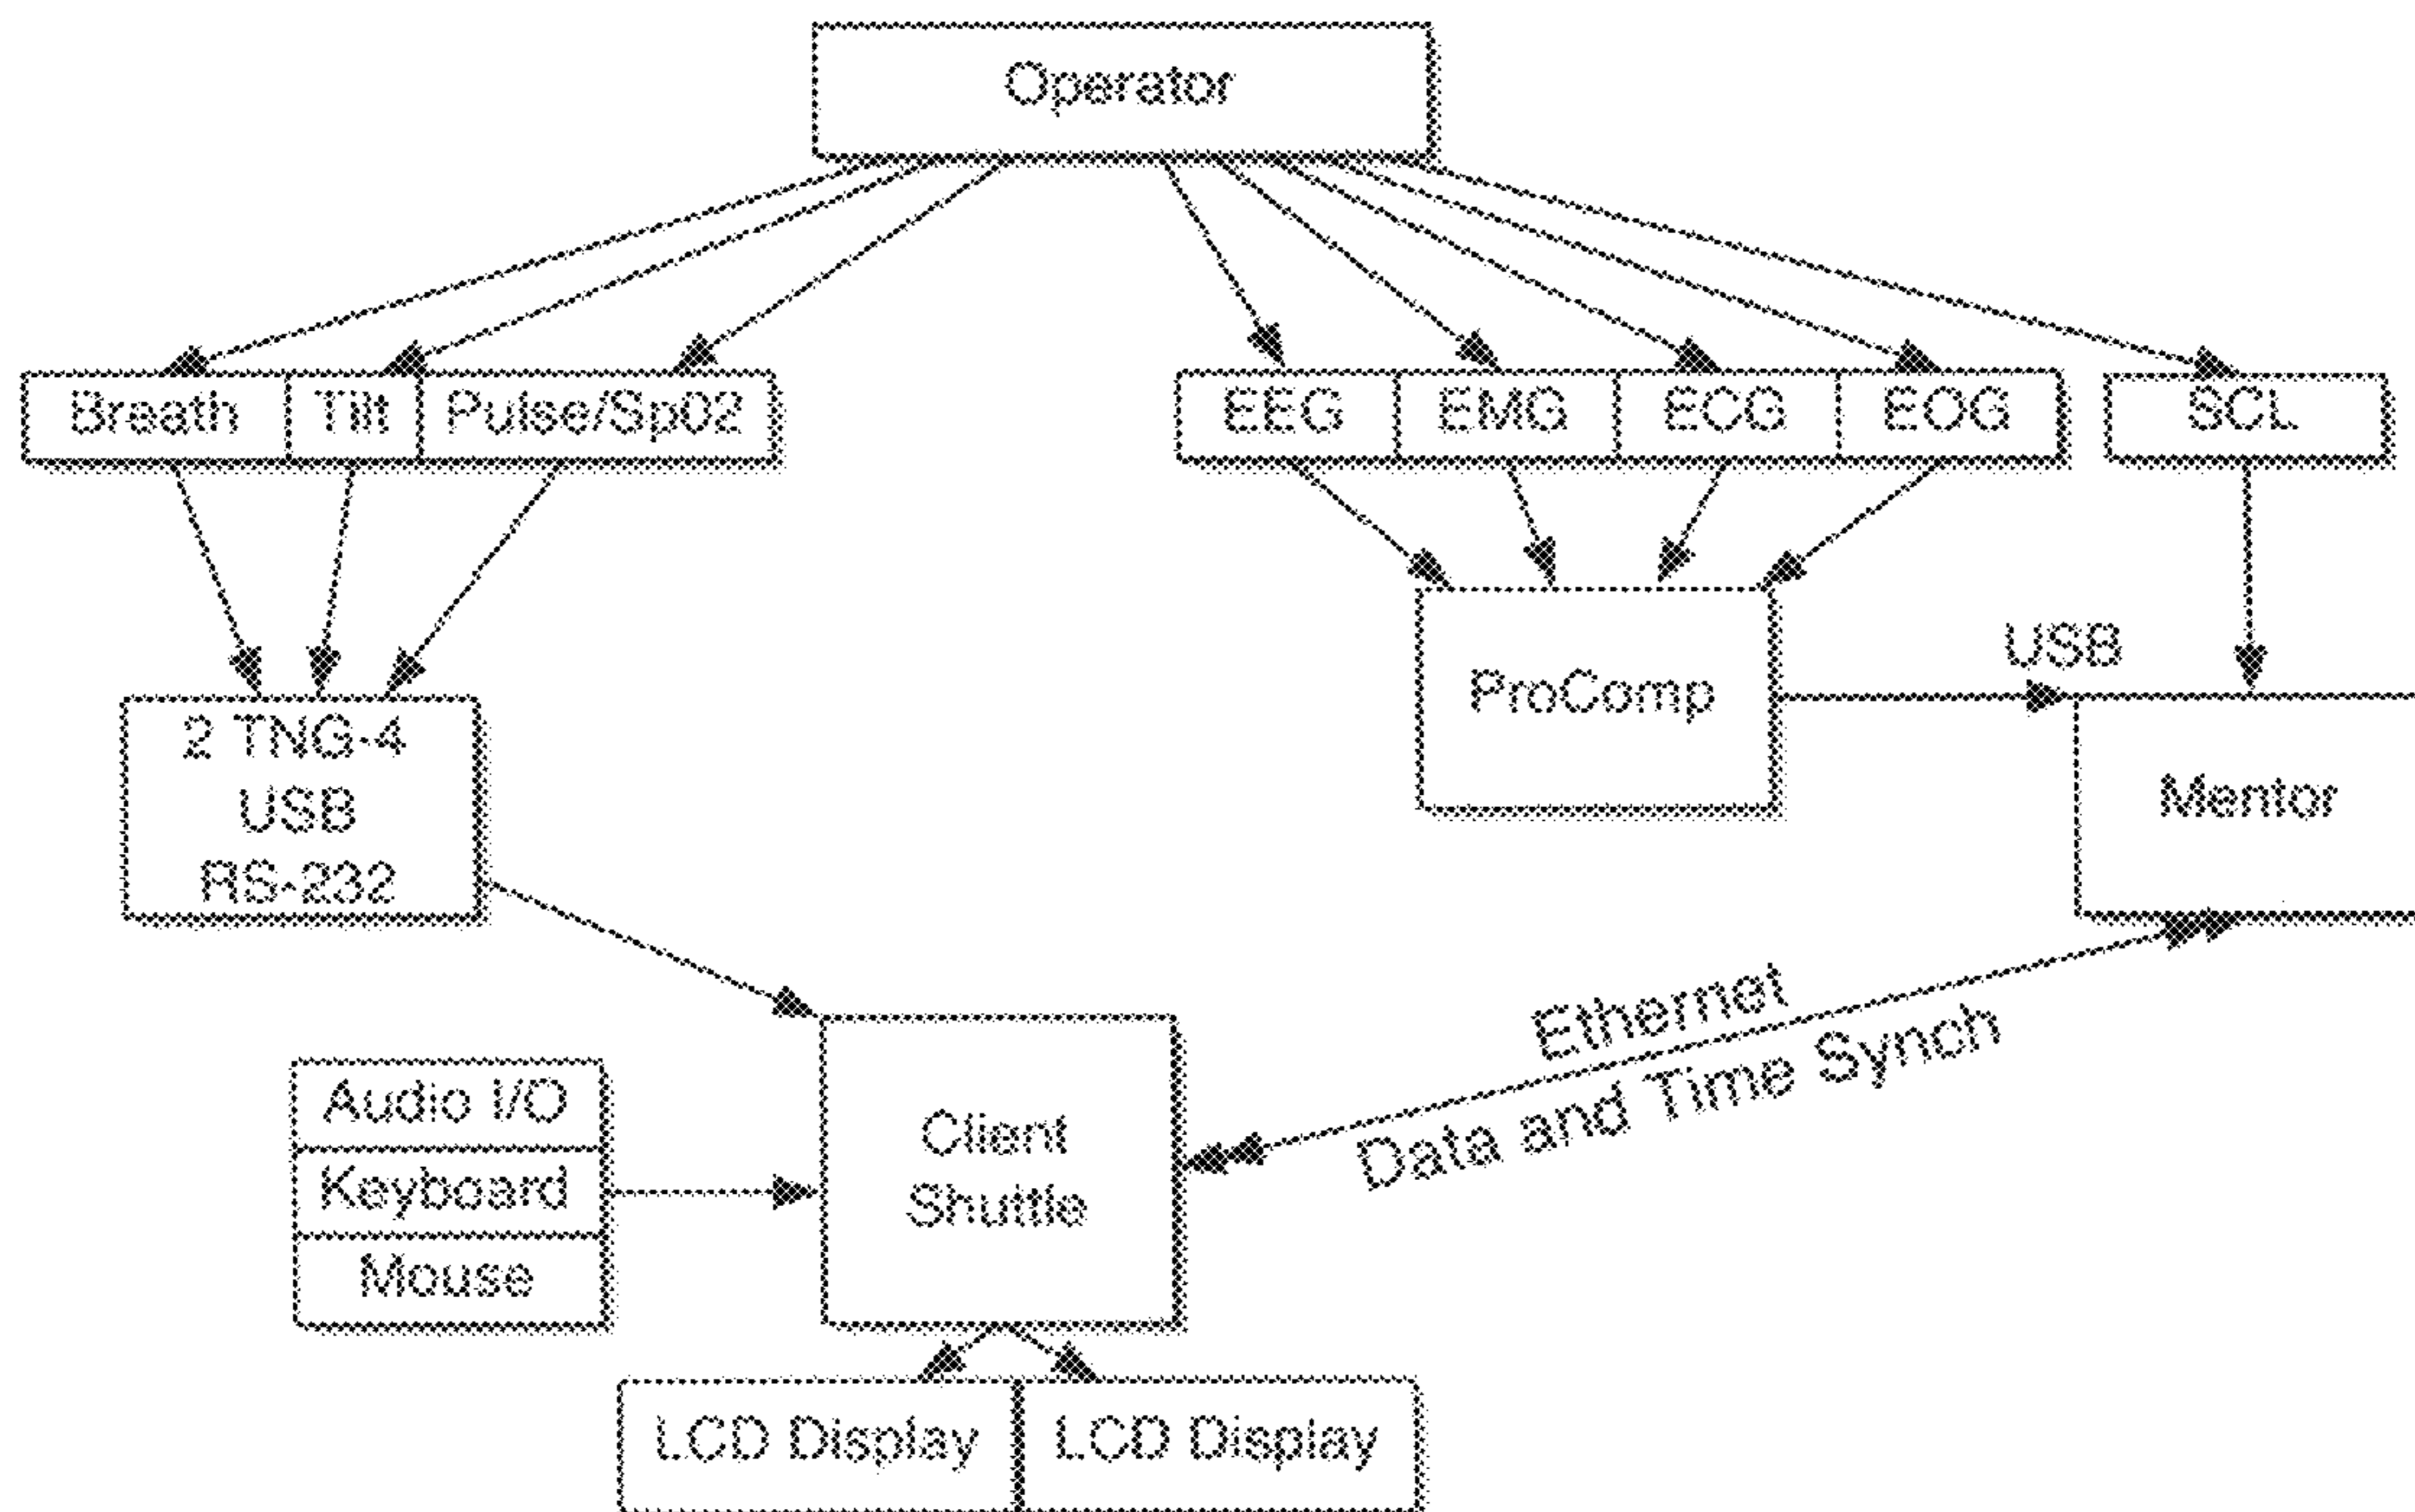 Operator
Breath Tilt Pulse/Sp02
EEG EMG ECG EOG SCL
2 TNG-4
USB
RS-232
ProComp
USB
Mentor
Ethernet
Data and Time Synch
Audio I/O
Keyboard
Mouse
Client
Shuttle
LCD Display LCD Display